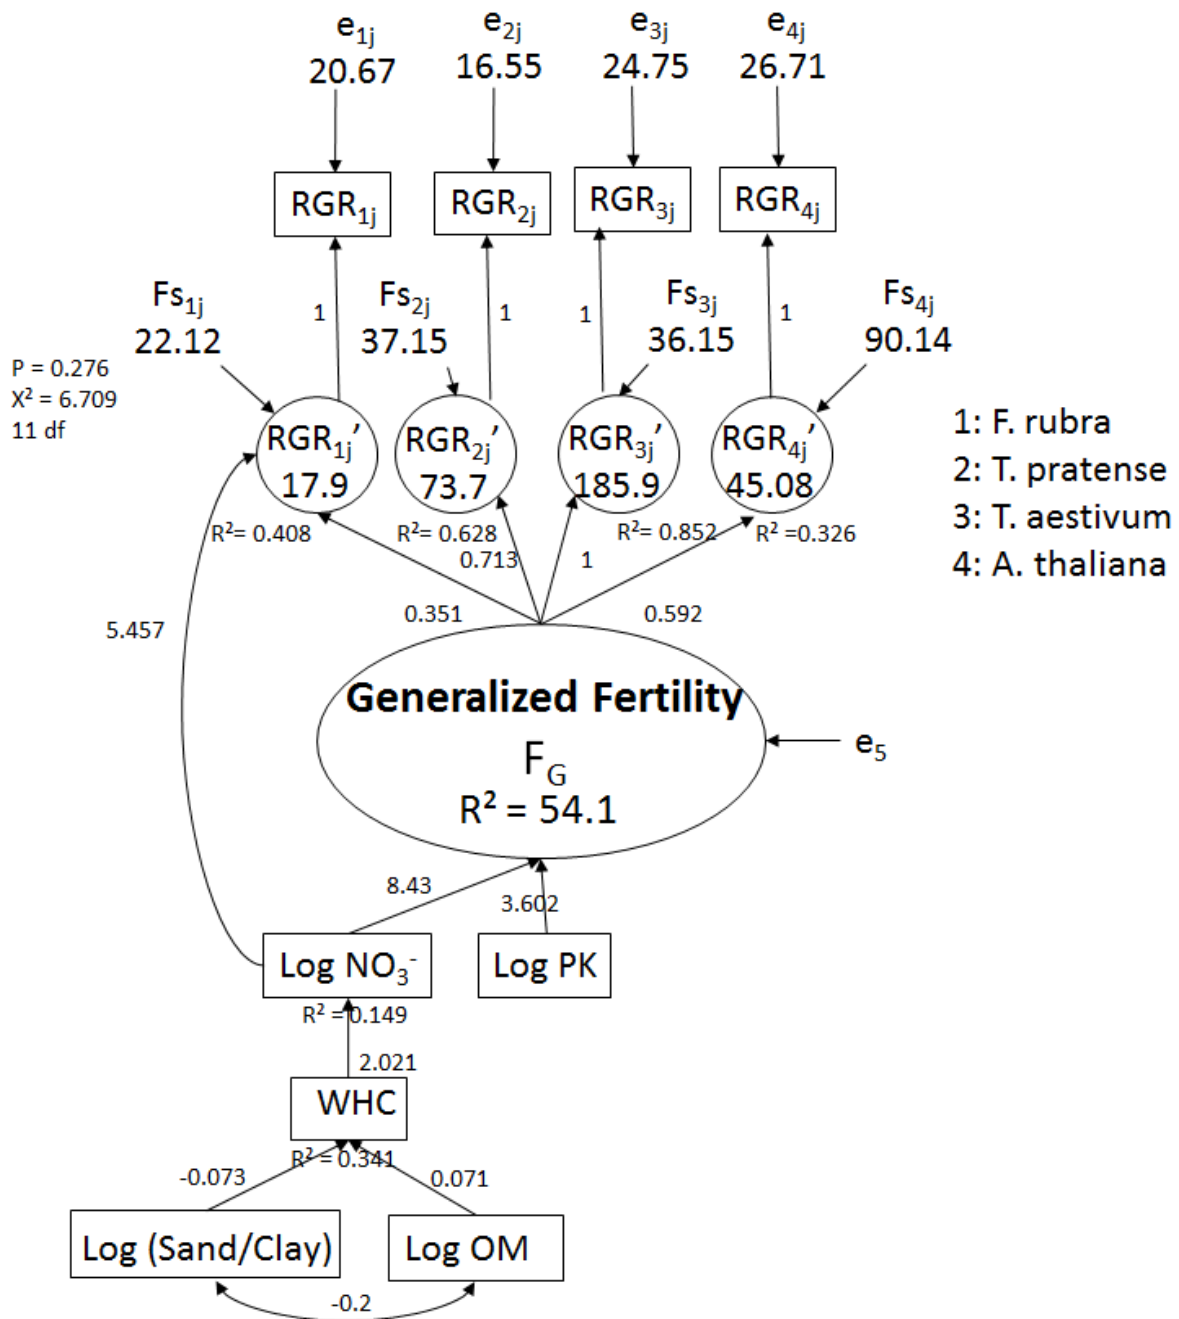 e₁ⱼ
20.67
e₂ⱼ
16.55
e₃ⱼ
24.75
e₄ⱼ
26.71
RGR₁ⱼ
RGR₂ⱼ
RGR₃ⱼ
RGR₄ⱼ
1
1
1
1
Fs₁ⱼ
22.12
Fs₂ⱼ
37.15
Fs₃ⱼ
36.15
Fs₄ⱼ
90.14
P = 0.276
X² = 6.709
11 df
RGR₁ⱼ’
17.9
RGR₂ⱼ’
73.7
RGR₃ⱼ’
185.9
RGR₄ⱼ’
45.08
1: F. rubra
2: T. pratense
3: T. aestivum
4: A. thaliana
R²= 0.408
R²= 0.628
R²= 0.852
R² =0.326
0.713
1
0.351
0.592
5.457
Generalized Fertility
F_G
R² = 54.1
e₅
8.43
3.602
Log NO₃⁻
Log PK
R² = 0.149
2.021
WHC
R² = 0.341
-0.073
0.071
Log (Sand/Clay)
Log OM
-0.2